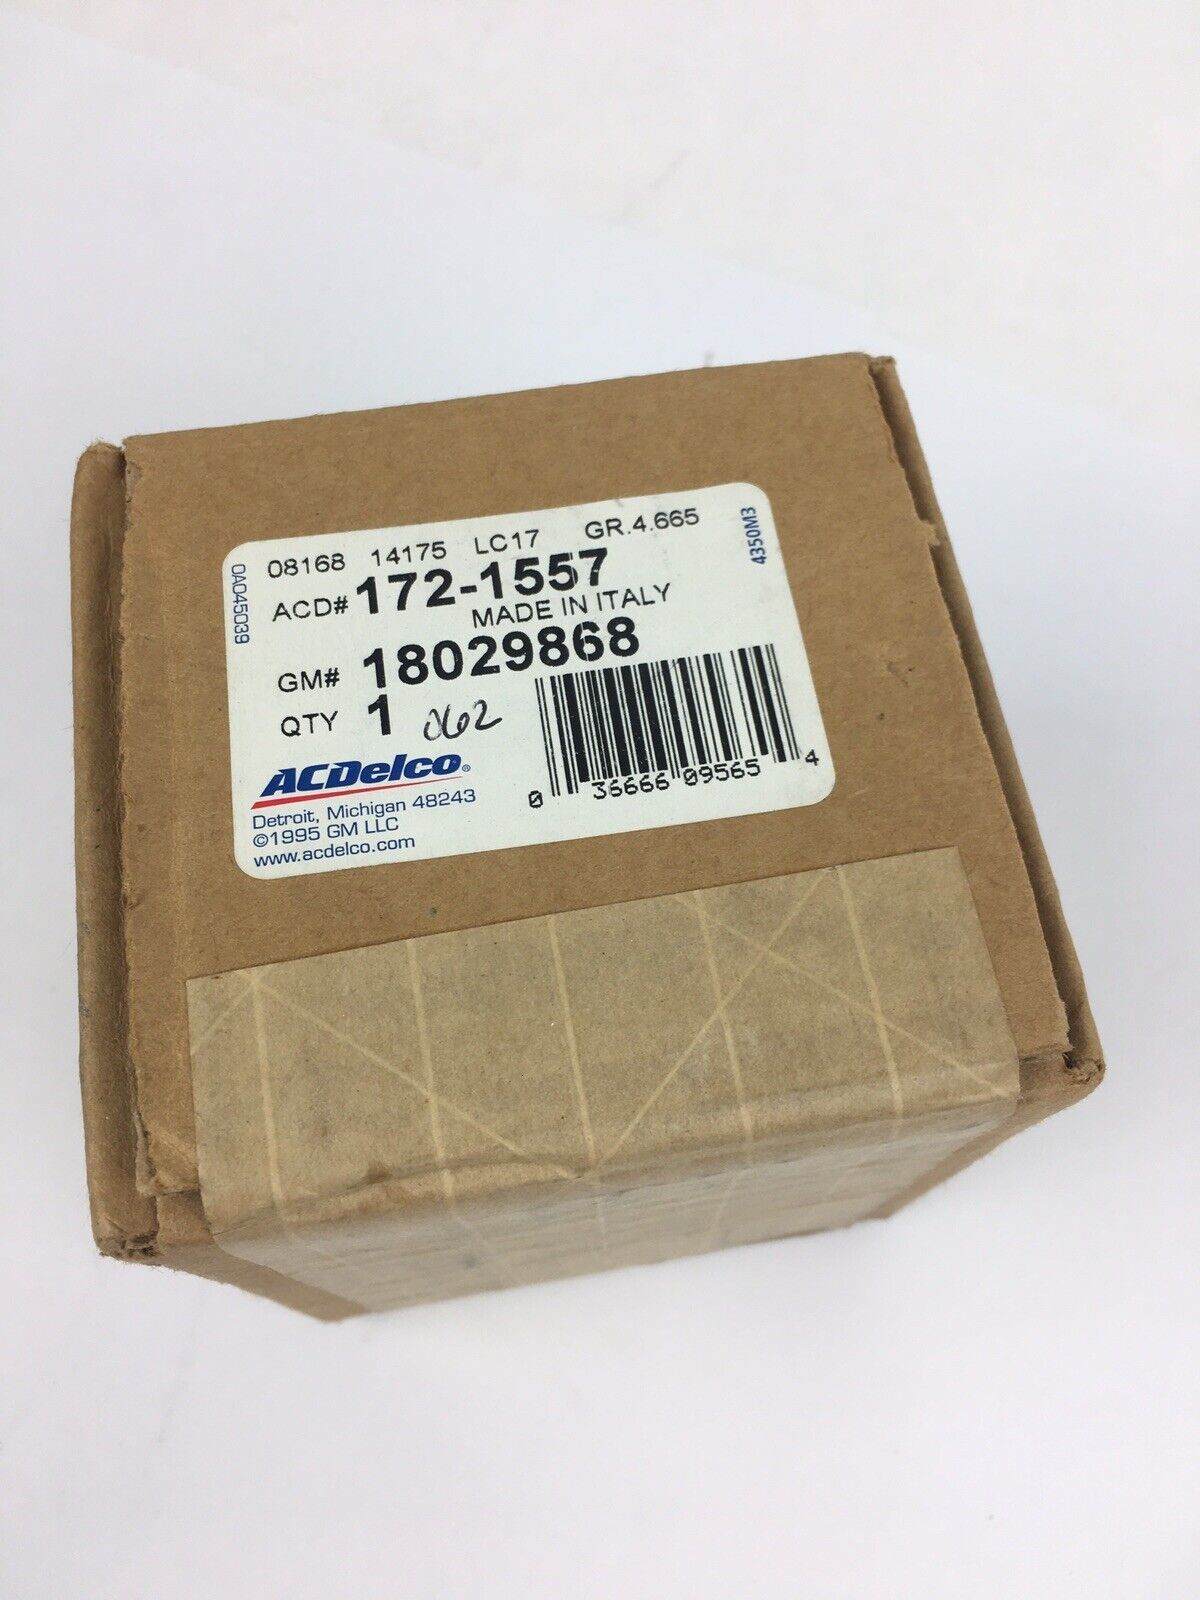 08168 14175 LC17 GR.4.665
ACD# 172-1557
MADE IN ITALY
GM# 18029868
QTY 1 062
ACDelco®
Detroit, Michigan 48243
©1995 GM LLC
www.acdelco.com
0 36666 09565 4
0A045039
4350M3